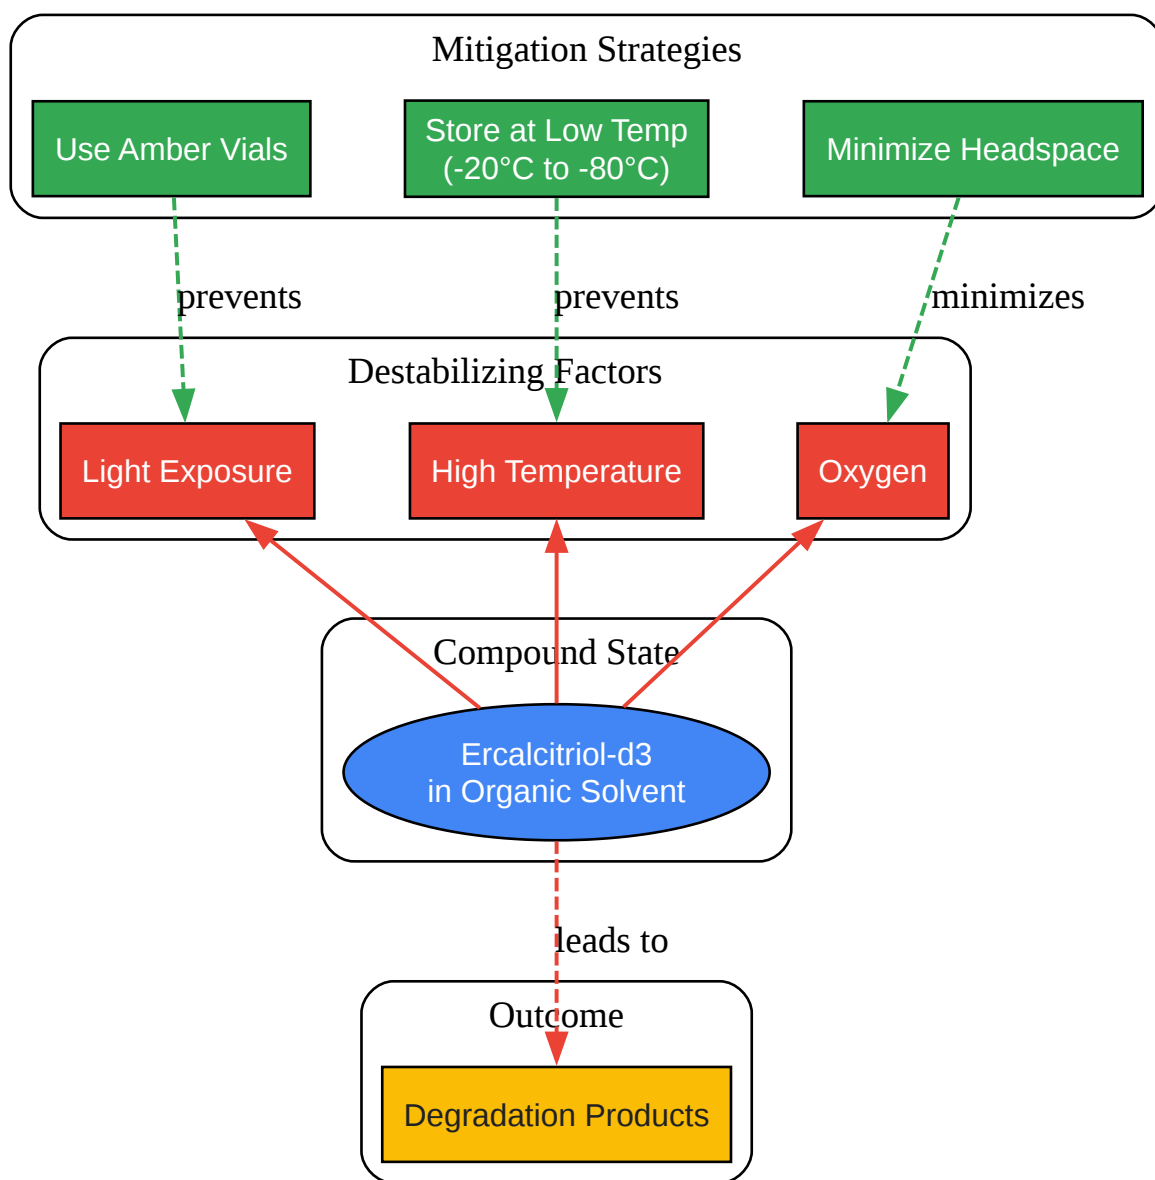 Mitigation Strategies
Use Amber Vials
Store at Low Temp
(-20°C to -80°C)
Minimize Headspace
prevents
prevents
minimizes
Destabilizing Factors
Light Exposure
High Temperature
Oxygen
Compound State
Ercalcitriol-d3
in Organic Solvent
leads to
Outcome
Degradation Products